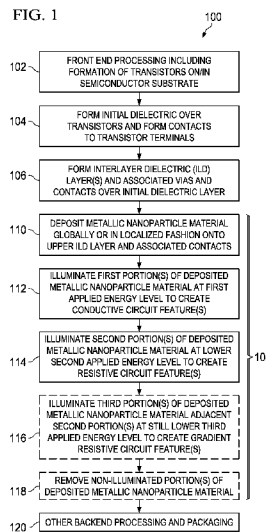 FIG. 1
100
102
FRONT END PROCESSING INCLUDING
FORMATION OF TRANSISTORS ON/IN
SEMICONDUCTOR SUBSTRATE
104
FORM INITIAL DIELECTRIC OVER
TRANSISTORS AND FORM CONTACTS
TO TRANSISTOR TERMINALS
106
FORM INTERLAYER DIELECTRIC (ILD)
LAYER(S) AND ASSOCIATED VIAS AND
CONTACTS OVER INITIAL DIELECTRIC LAYER
110
DEPOSIT METALLIC NANOPARTICLE MATERIAL
GLOBALLY OR IN LOCALIZED FASHION ONTO
UPPER ILD LAYER AND ASSOCIATED CONTACTS
112
ILLUMINATE FIRST PORTION(S) OF DEPOSITED
METALLIC NANOPARTICLE MATERIAL AT FIRST
APPLIED ENERGY LEVEL TO CREATE
CONDUCTIVE CIRCUIT FEATURE(S)
114
ILLUMINATE SECOND PORTION(S) OF DEPOSITED
METALLIC NANOPARTICLE MATERIAL AT LOWER
SECOND APPLIED ENERGY LEVEL TO CREATE
RESISTIVE CIRCUIT FEATURE(S)
10
116
ILLUMINATE THIRD PORTION(S) OF DEPOSITED
METALLIC NANOPARTICLE MATERIAL ADJACENT
SECOND PORTION(S) AT STILL LOWER THIRD
APPLIED ENERGY LEVEL TO CREATE GRADIENT
RESISTIVE CIRCUIT FEATURE(S)
118
REMOVE NON-ILLUMINATED PORTION(S) OF
DEPOSITED METALLIC NANOPARTICLE MATERIAL
120
OTHER BACKEND PROCESSING AND PACKAGING